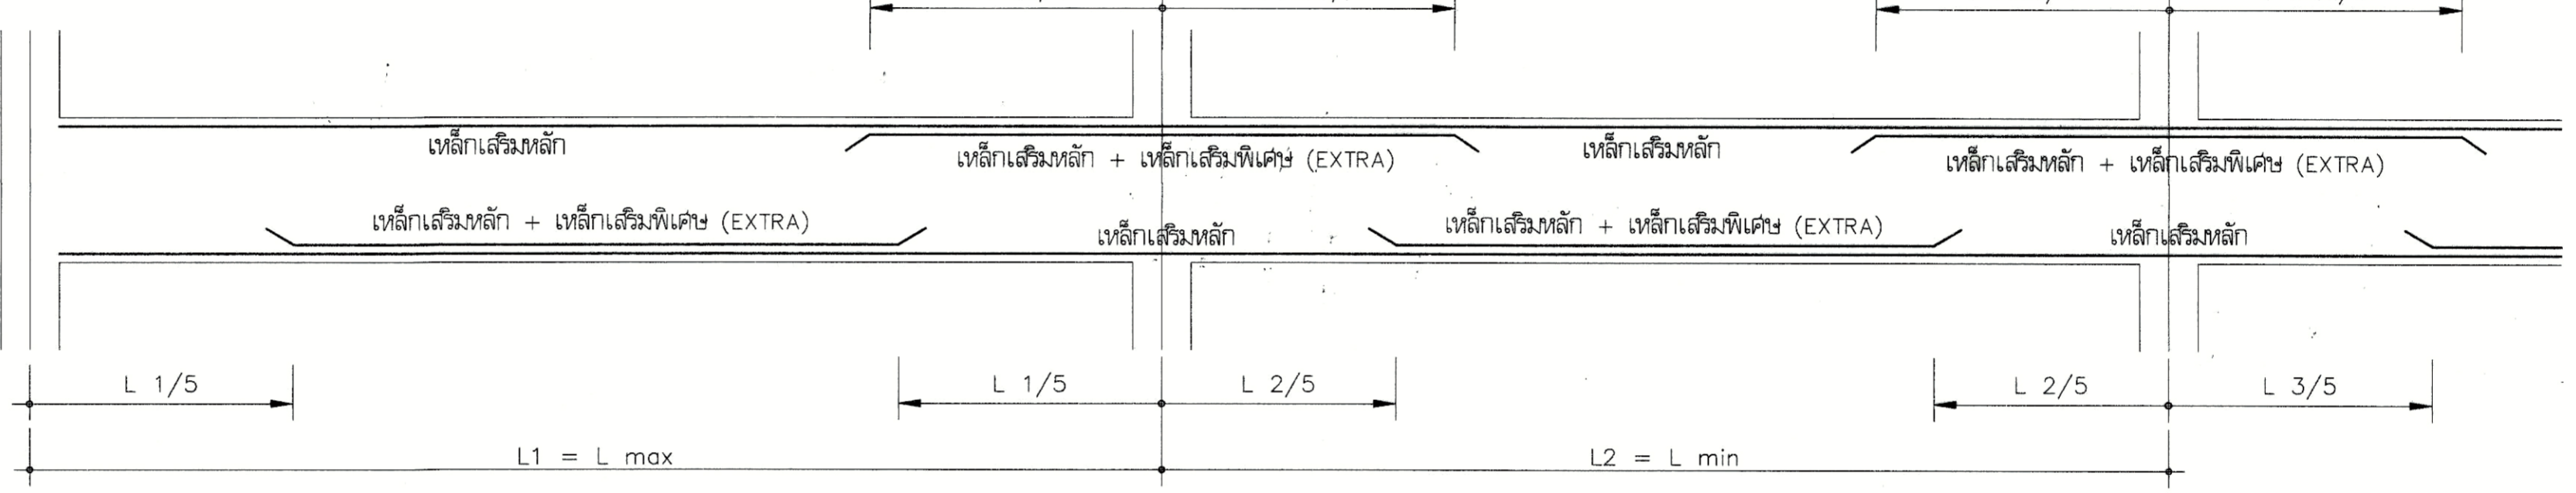 เหล็กเสริมหลัก
เหล็กเสริมหลัก + เหล็กเสริมพิเศษ (EXTRA)
เหล็กเสริมหลัก
เหล็กเสริมหลัก + เหล็กเสริมพิเศษ (EXTRA)
เหล็กเสริมหลัก + เหล็กเสริมพิเศษ (EXTRA)
เหล็กเสริมหลัก
เหล็กเสริมหลัก + เหล็กเสริมพิเศษ (EXTRA)
เหล็กเสริมหลัก
L 1/5
L 1/5
L 2/5
L 2/5
L 3/5
L1 = L max
L2 = L min